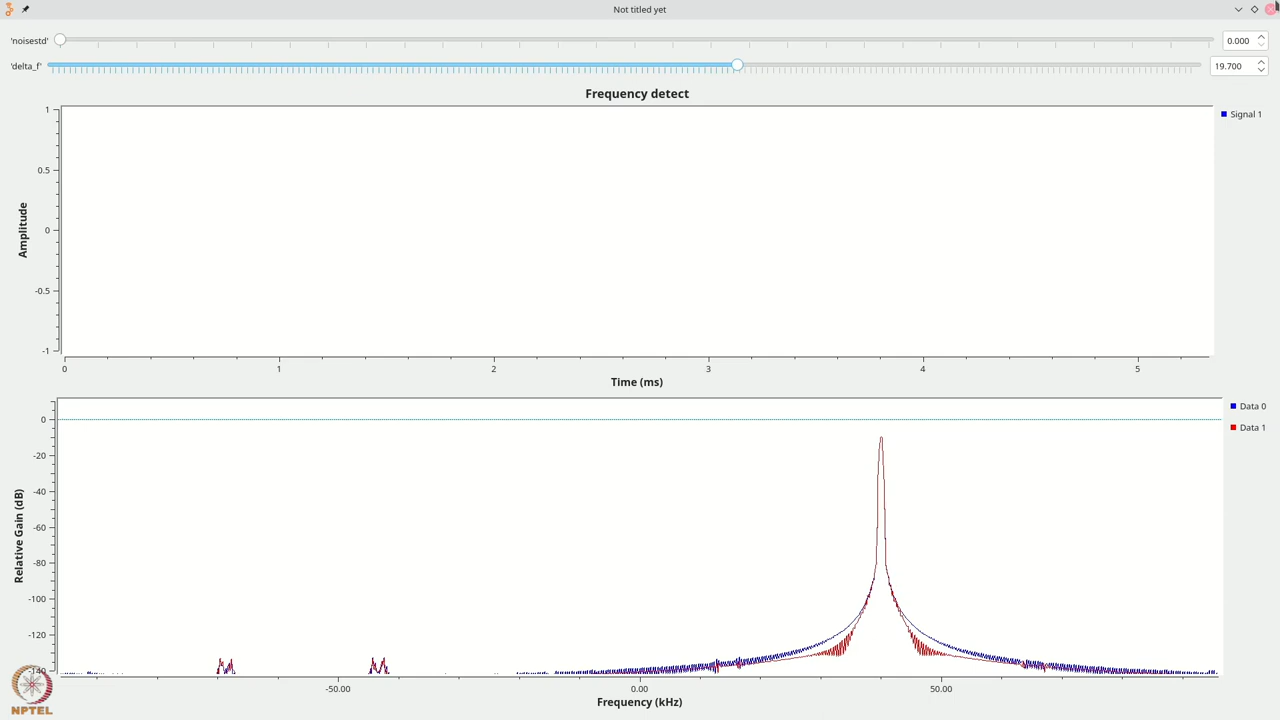 Not titled yet
'noisestd' 0.000
'delta_f' 19.700
Frequency detect
Signal 1
1
0.5
0
-0.5
-1
Amplitude
0 1 2 3 4 5
Time (ms)
Data 0
Data 1
0
-20
-40
-60
-80
-100
-120
-140
Relative Gain (dB)
-50.00 0.00 50.00
Frequency (kHz)
NPTEL